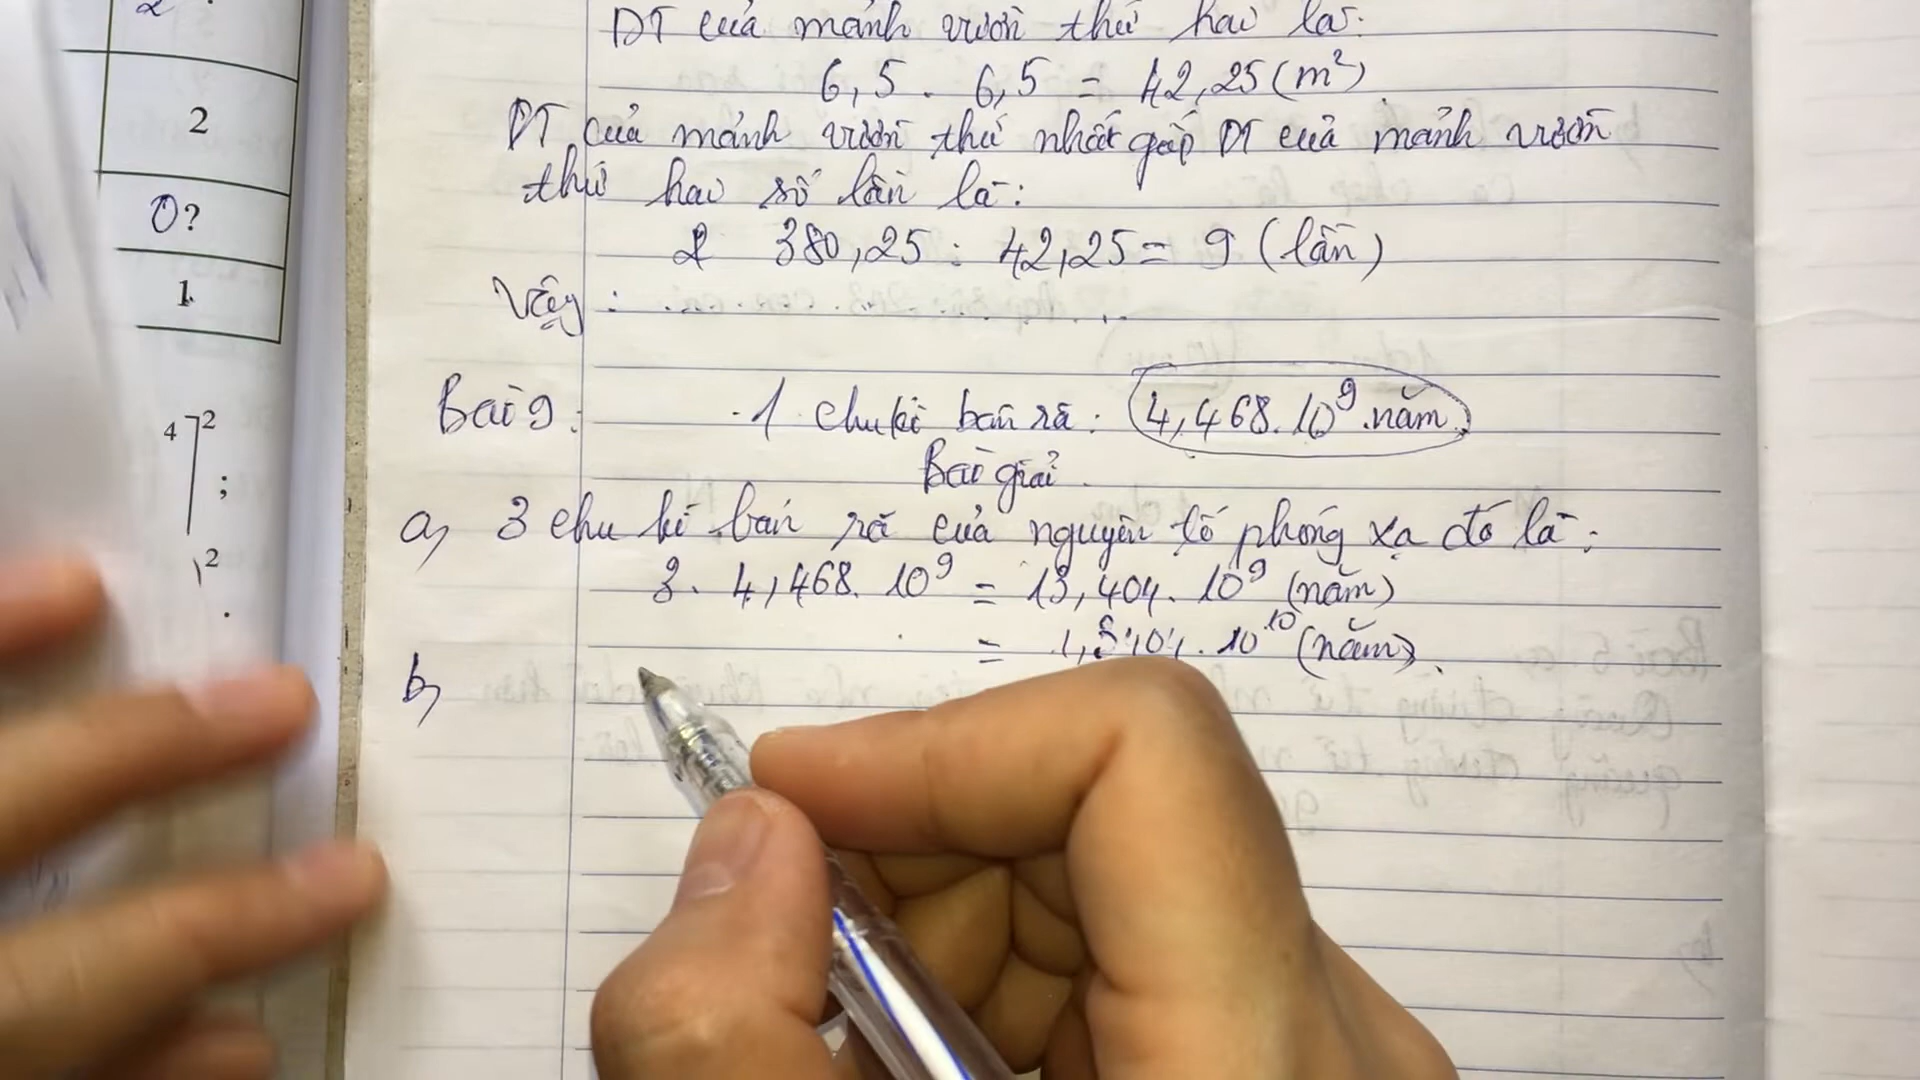 2
0?
1
4 ]²
;
²
.
DT của mảnh vườn thứ hai là:
6,5 . 6,5 = 42,25 (m²)
DT của mảnh vườn thứ nhất gấp DT của mảnh vườn
thứ hai số lần là:
380,25 : 42,25 = 9 (lần)
Vậy : ...........
Bài 9: 1 chu kì bán rã: 4,468.10⁹ năm
Bài giải
a, 3 chu kì bán rã của nguyên tố phóng xạ đó là:
3. 4,468. 10⁹ = 13,404. 10⁹ (năm)
= 1,3404. 10¹⁰ (năm).
b,